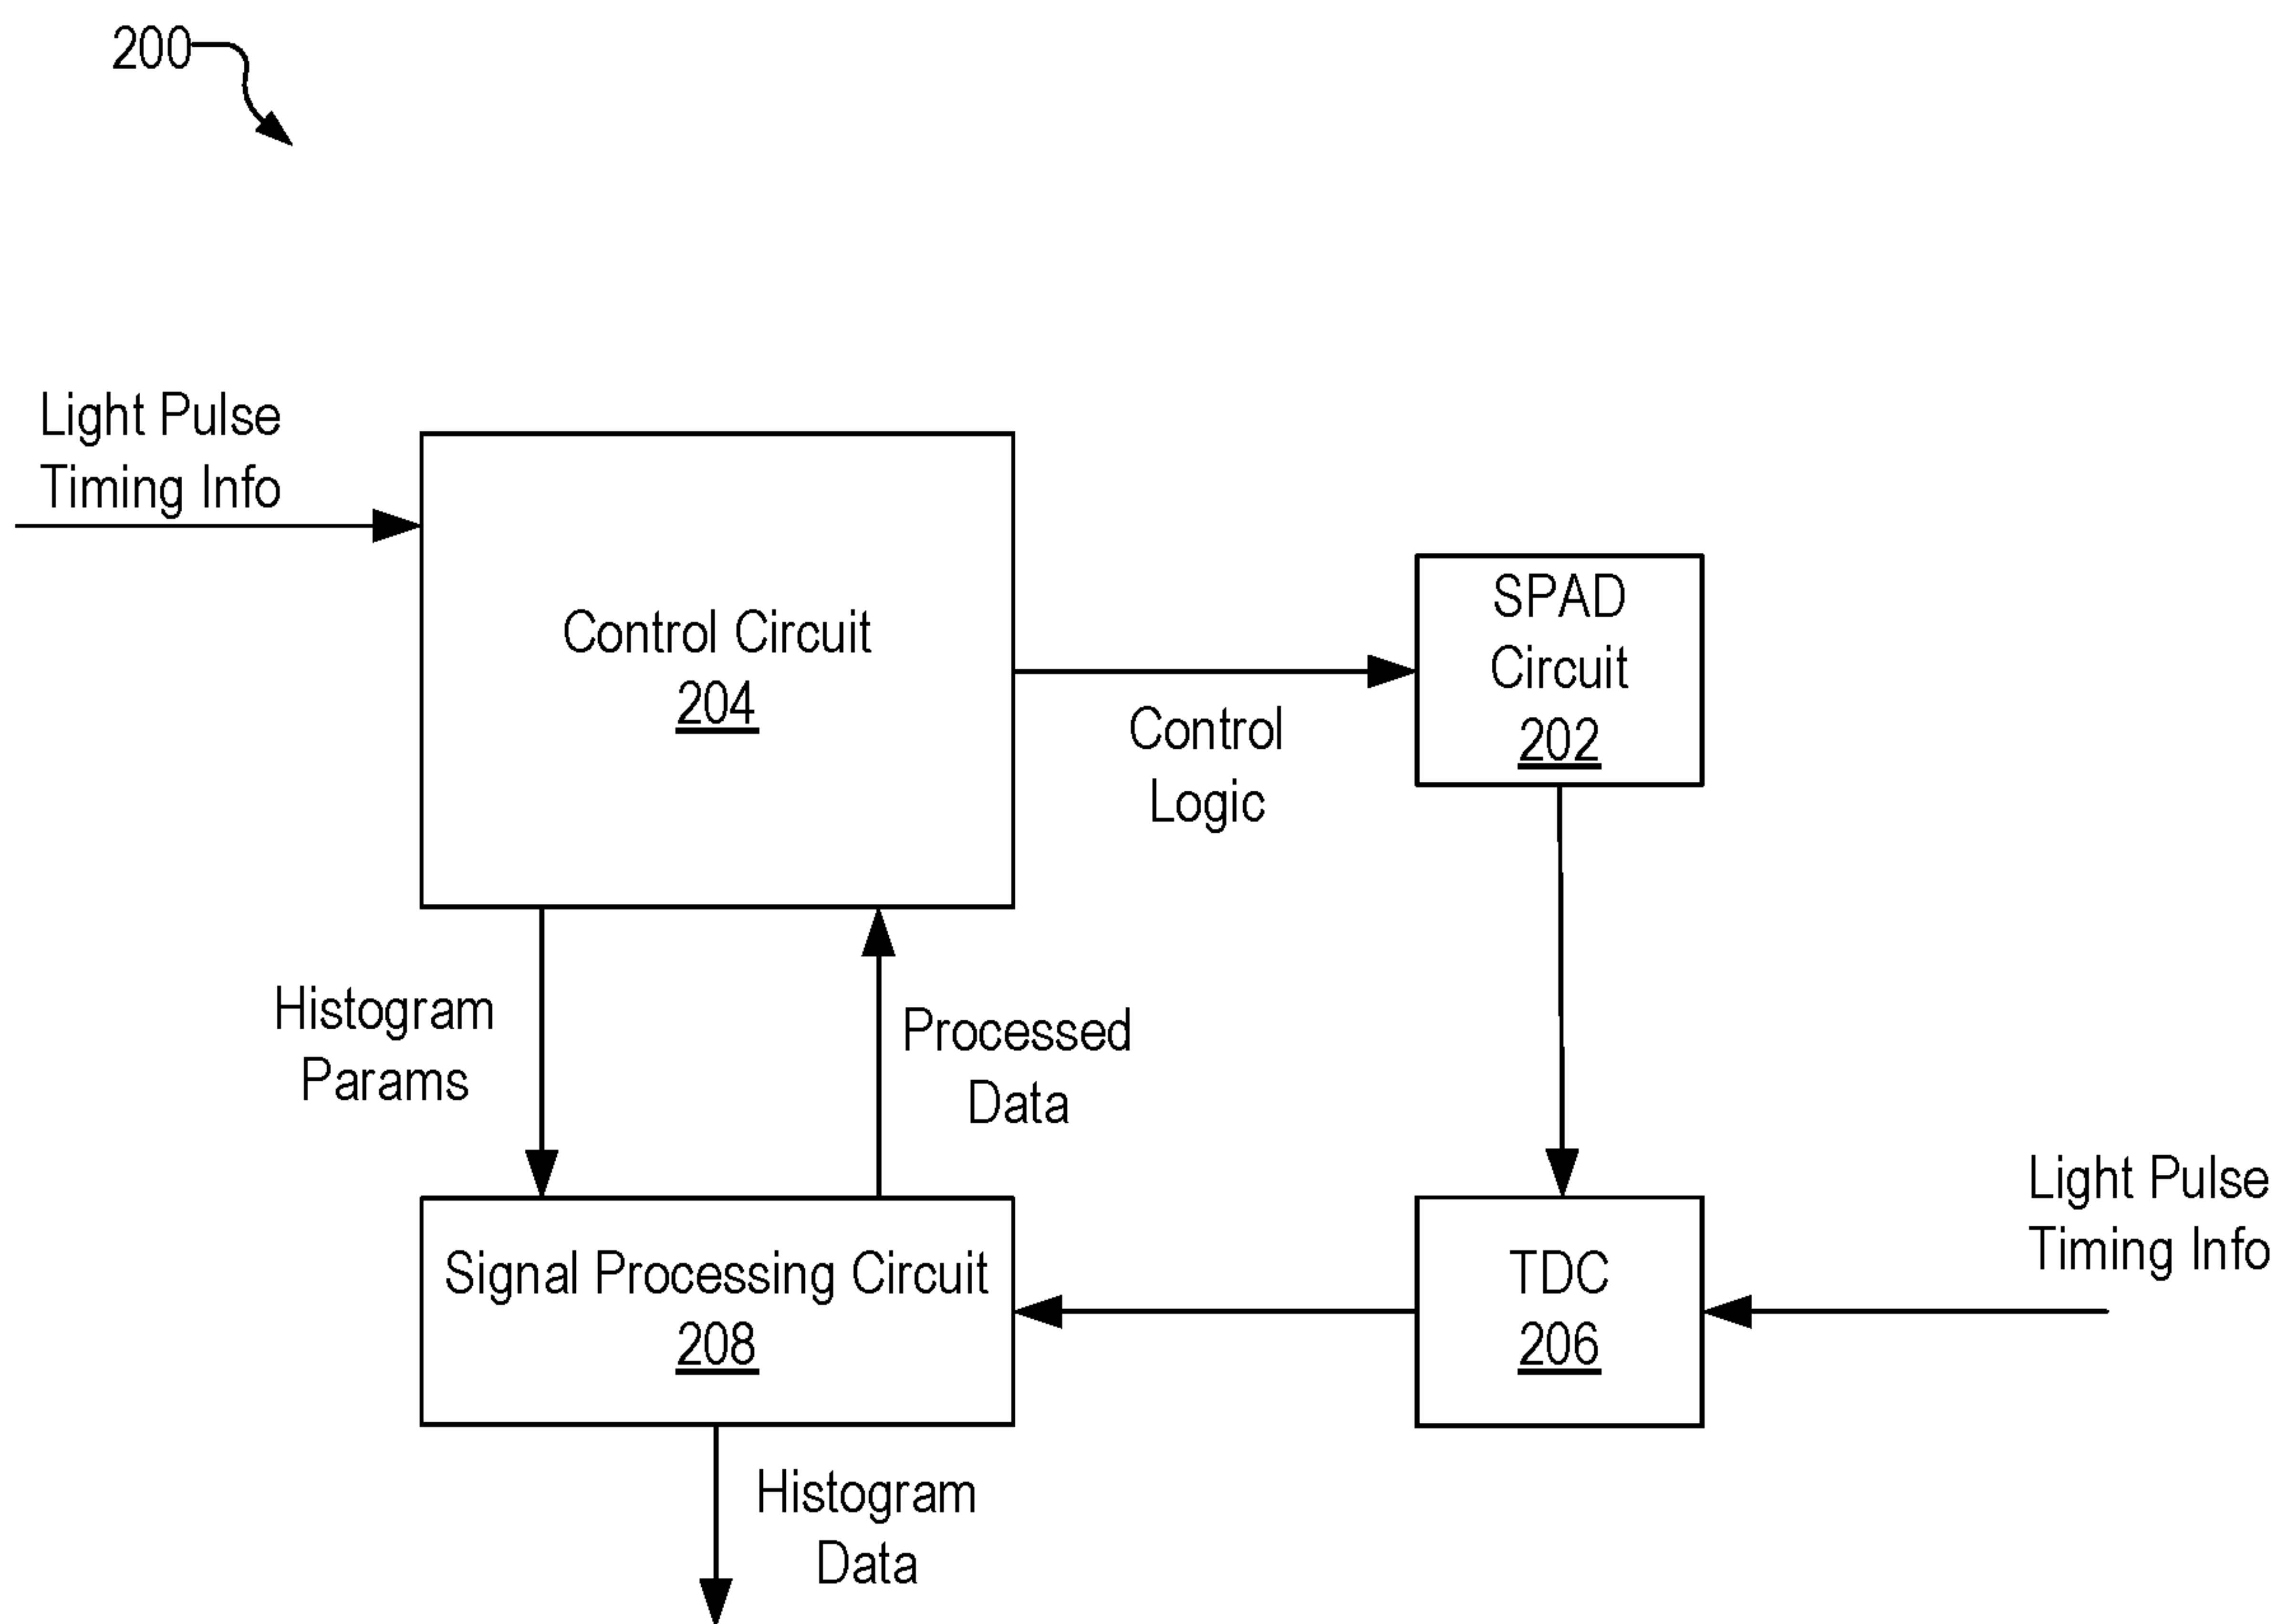 200
Light Pulse
Timing Info
Control Circuit
204
SPAD
Circuit
202
Control
Logic
Histogram
Params
Processed
Data
Signal Processing Circuit
208
TDC
206
Light Pulse
Timing Info
Histogram
Data